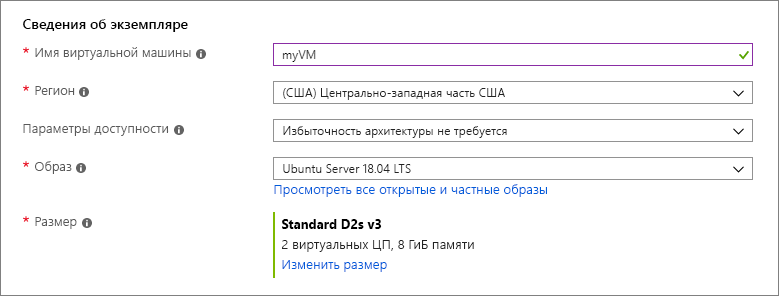 Сведения об экземпляре
* Имя виртуальной машины
myVM
* Регион
(США) Центрально-западная часть США
Параметры доступности
Избыточность архитектуры не требуется
* Образ
Ubuntu Server 18.04 LTS
Просмотреть все открытые и частные образы
* Размер
Standard D2s v3
2 виртуальных ЦП, 8 ГиБ памяти
Изменить размер